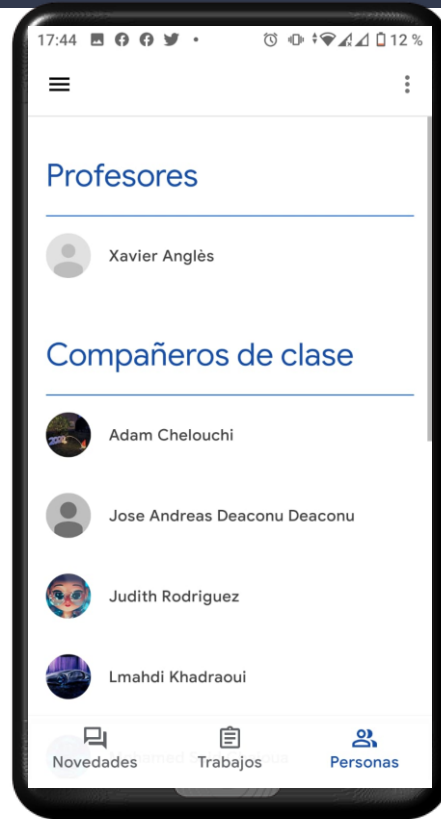 17:44 12 %
Profesores
Xavier Anglès
Compañeros de clase
Adam Chelouchi
Jose Andreas Deaconu Deaconu
Judith Rodriguez
Lmahdi Khadraoui
Novedades Trabajos Personas